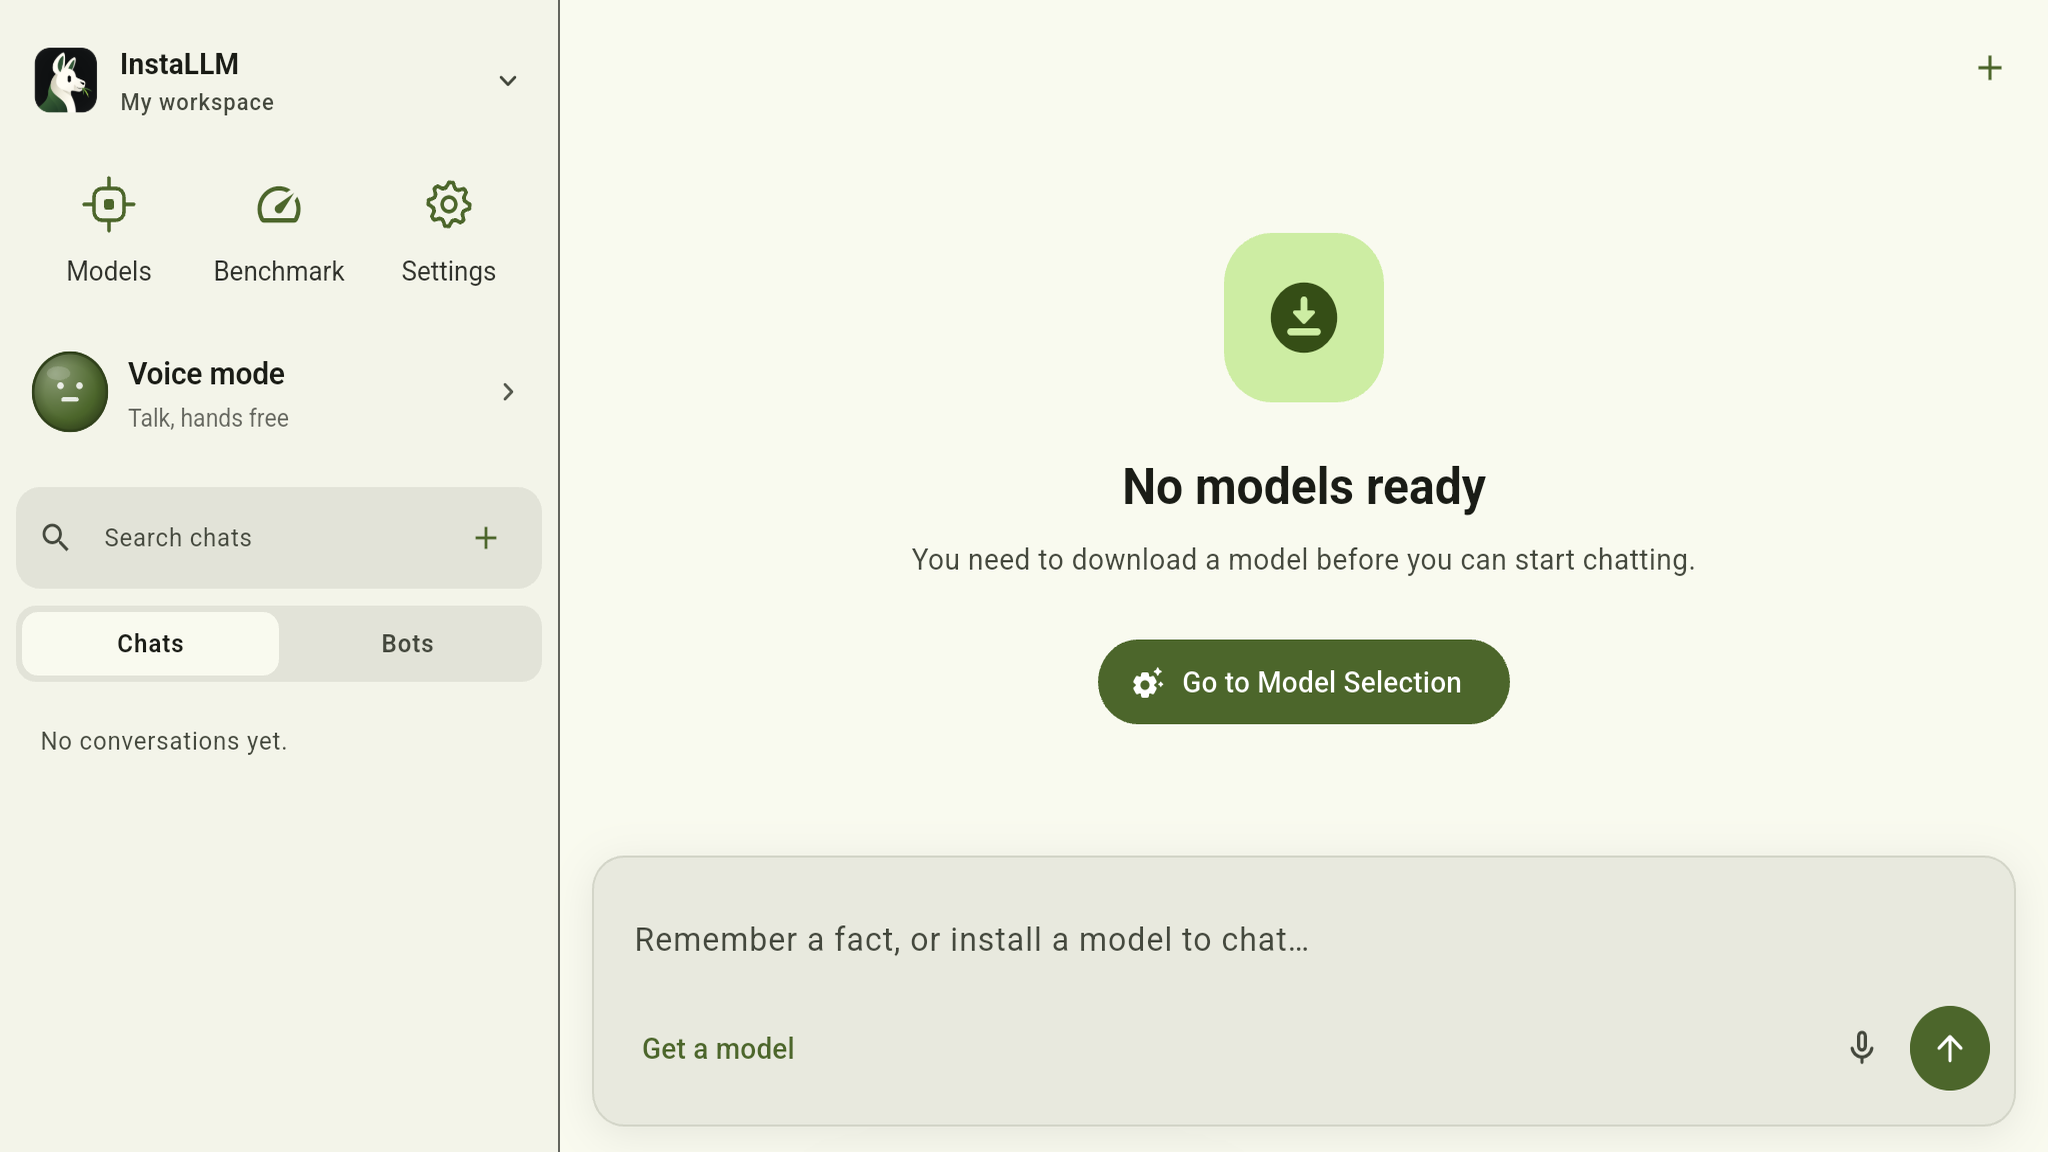 InstaLLM
My workspace
Models
Benchmark
Settings
Voice mode
Talk, hands free
Search chats
Chats
Bots
No conversations yet.
No models ready
You need to download a model before you can start chatting.
Go to Model Selection
Remember a fact, or install a model to chat…
Get a model